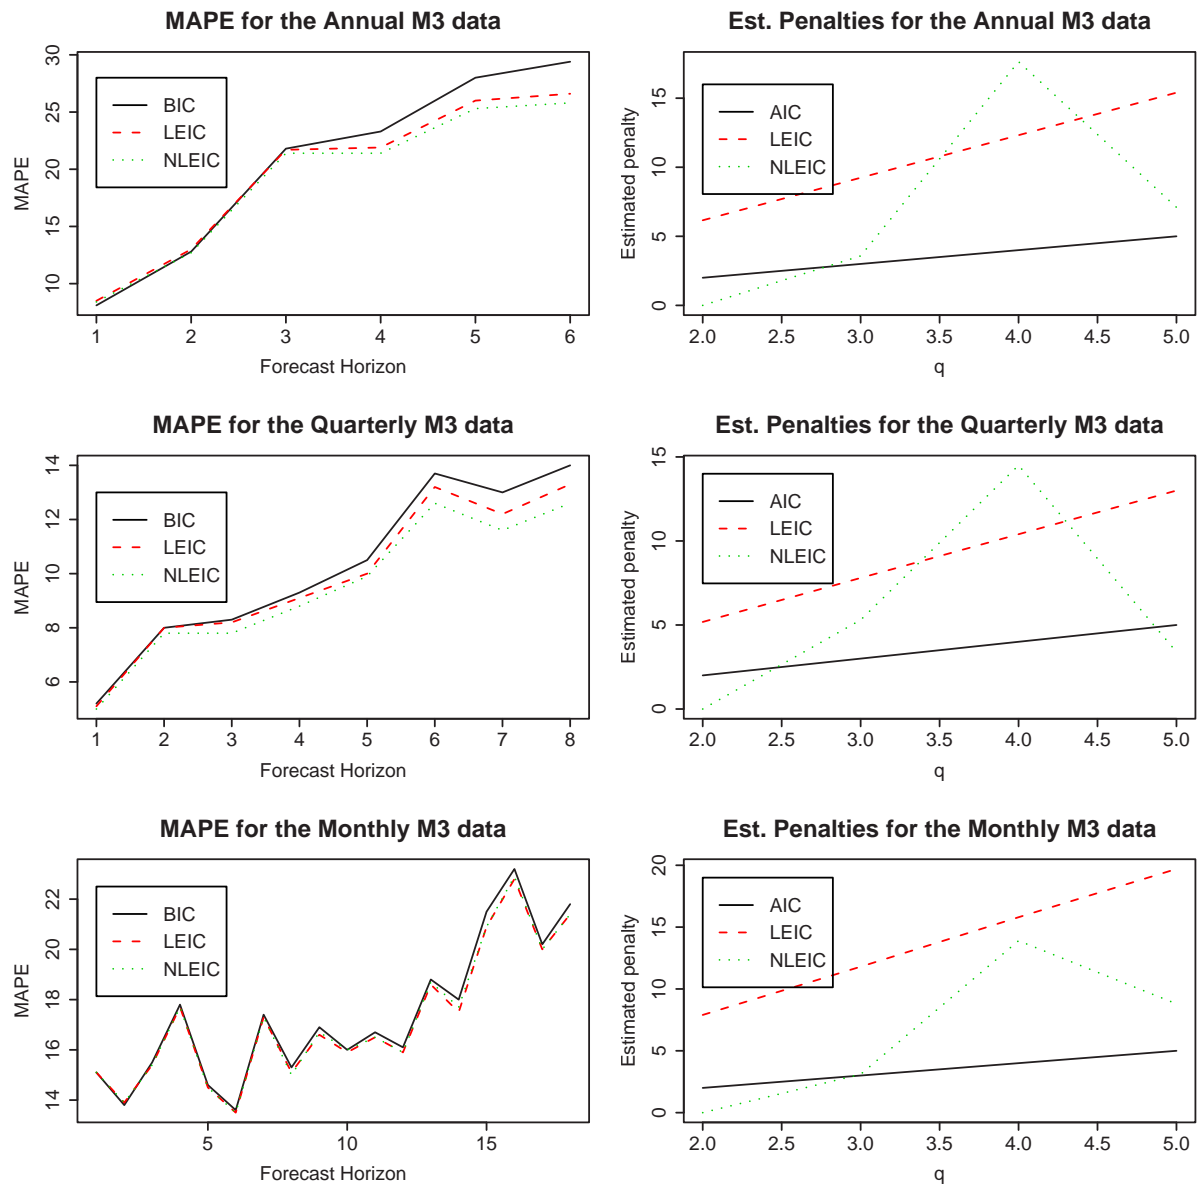 MAPE for the Annual M3 data
MAPE
30
25
20
15
10
BIC
LEIC
NLEIC
1 2 3 4 5 6
Forecast Horizon
Est. Penalties for the Annual M3 data
Estimated penalty
15
10
5
0
AIC
LEIC
NLEIC
2.0 2.5 3.0 3.5 4.0 4.5 5.0
q
MAPE for the Quarterly M3 data
MAPE
14
12
10
8
6
BIC
LEIC
NLEIC
1 2 3 4 5 6 7 8
Forecast Horizon
Est. Penalties for the Quarterly M3 data
Estimated penalty
15
10
5
0
AIC
LEIC
NLEIC
2.0 2.5 3.0 3.5 4.0 4.5 5.0
q
MAPE for the Monthly M3 data
MAPE
22
20
18
16
14
BIC
LEIC
NLEIC
5 10 15
Forecast Horizon
Est. Penalties for the Monthly M3 data
Estimated penalty
20
15
10
5
0
AIC
LEIC
NLEIC
2.0 2.5 3.0 3.5 4.0 4.5 5.0
q